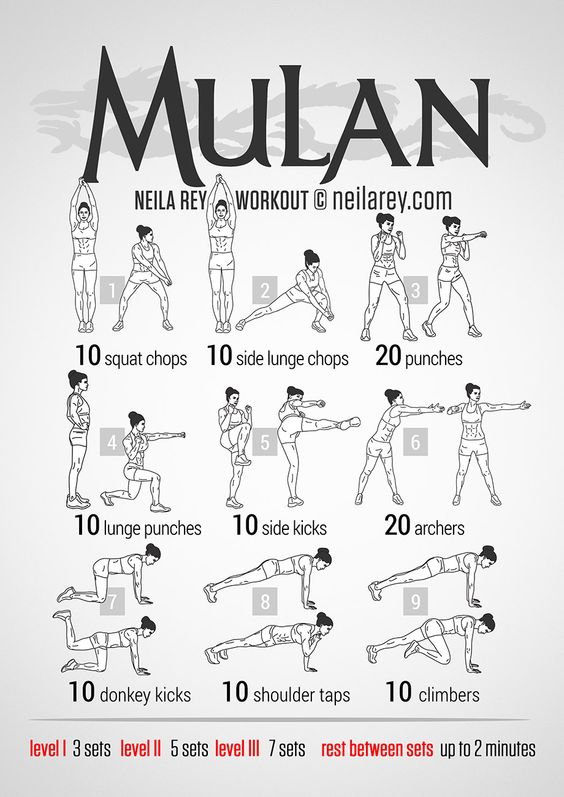 MULAN
NEILA REY WORKOUT © neilarey.com
1 2 3
10 squat chops 10 side lunge chops 20 punches
4 5 6
10 lunge punches 10 side kicks 20 archers
7 8 9
10 donkey kicks 10 shoulder taps 10 climbers
level I 3 sets level II 5 sets level III 7 sets rest between sets up to 2 minutes